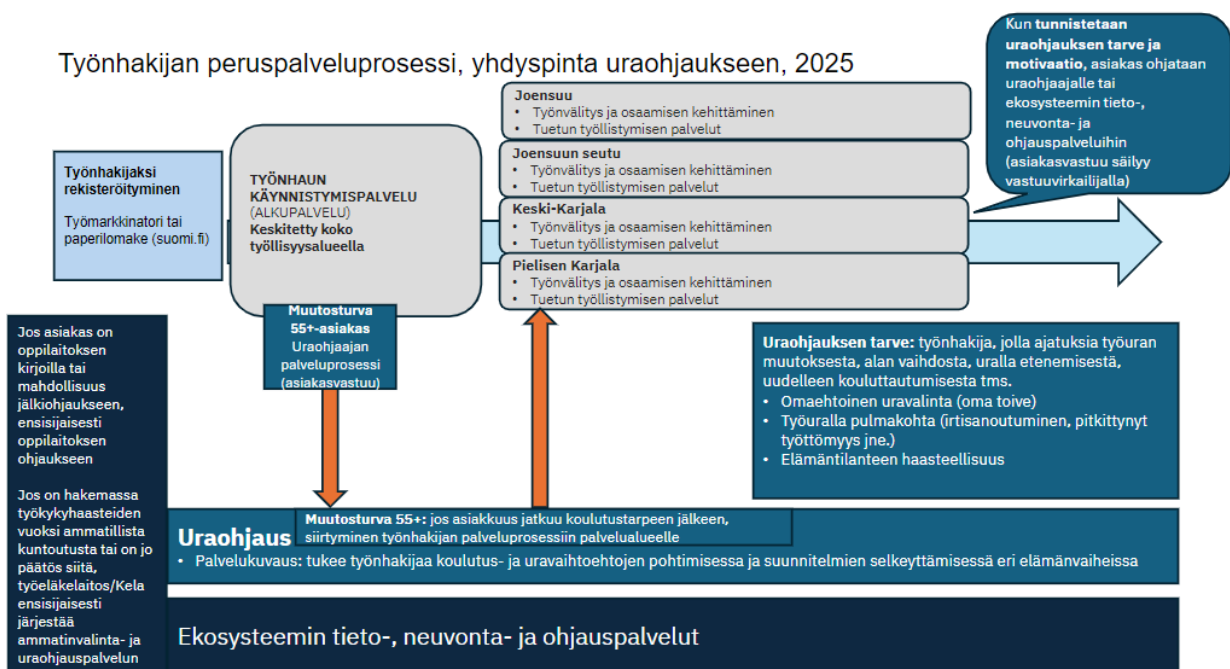 Työnhakijan peruspalveluprosessi, yhdyspinta uraohjaukseen, 2025
Kun tunnistetaan
uraohjauksen tarve ja
motivaatio, asiakas ohjataan
uraohjaajalle tai
ekosysteemin tieto-,
neuvonta- ja
ohjauspalveluihin
(asiakasvastuu säilyy
vastuuvirkailijalla)
Työnhakijaksi
rekisteröityminen
Työmarkkinatori tai
paperilomake (suomi.fi)
TYÖNHAUN
KÄYNNISTYMISPALVELU
(ALKUPALVELU)
Keskitetty koko
työllisyysalueella
Joensuu
• Työnvälitys ja osaamisen kehittäminen
• Tuetun työllistymisen palvelut
Joensuun seutu
• Työnvälitys ja osaamisen kehittäminen
• Tuetun työllistymisen palvelut
Keski-Karjala
• Työnvälitys ja osaamisen kehittäminen
• Tuetun työllistymisen palvelut
Pielisen Karjala
• Työnvälitys ja osaamisen kehittäminen
• Tuetun työllistymisen palvelut
Muutosturva
55+-asiakas
Uraohjaajan
palveluprosessi
(asiakasvastuu)
Jos asiakas on
oppilaitoksen
kirjoilla tai
mahdollisuus
jälkiohjaukseen,
ensisijaisesti
oppilaitoksen
ohjaukseen
Jos on hakemassa
työkykyhaasteiden
vuoksi ammatillista
kuntoutusta tai on jo
päätös siitä,
työeläkelaitos/Kela
ensisijaisesti
järjestää
ammatinvalinta- ja
uraohjauspalvelun
Uraohjauksen tarve: työnhakija, jolla ajatuksia työuran
muutoksesta, alan vaihdosta, uralla etenemisestä,
uudelleen kouluttautumisesta tms.
• Omaehtoinen uravalinta (oma toive)
• Työuralla pulmakohta (irtisanoutuminen, pitkittynyt
työttömyys jne.)
• Elämäntilanteen haasteellisuus
Uraohjaus
Muutosturva 55+: jos asiakkuus jatkuu koulutustarpeen jälkeen,
siirtyminen työnhakijan palveluprosessiin palvelualueelle
• Palvelukuvaus: tukee työnhakijaa koulutus- ja uravaihtoehtojen pohtimisessa ja suunnitelmien selkeyttämisessä eri elämänvaiheissa
Ekosysteemin tieto-, neuvonta- ja ohjauspalvelut